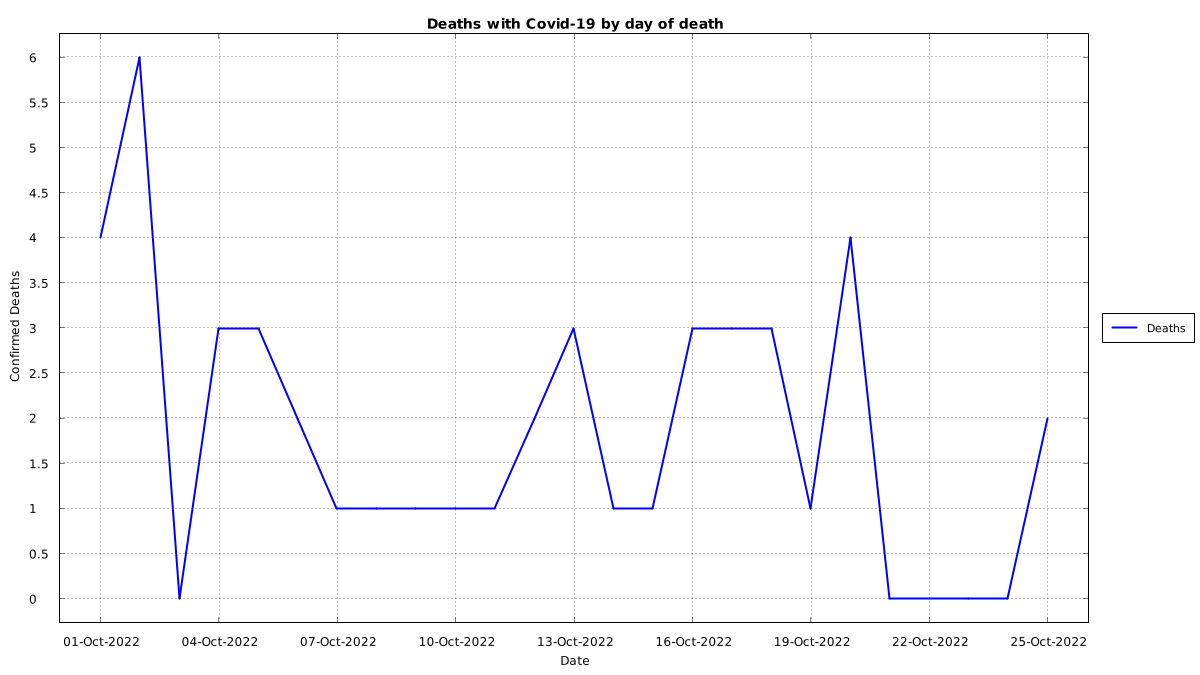 Deaths with Covid-19 by day of death
6
5.5
5
4.5
4
3.5
3
2.5
2
1.5
1
0.5
0
Confirmed Deaths
01-Oct-2022 04-Oct-2022 07-Oct-2022 10-Oct-2022 13-Oct-2022 16-Oct-2022 19-Oct-2022 22-Oct-2022 25-Oct-2022
Date
Deaths